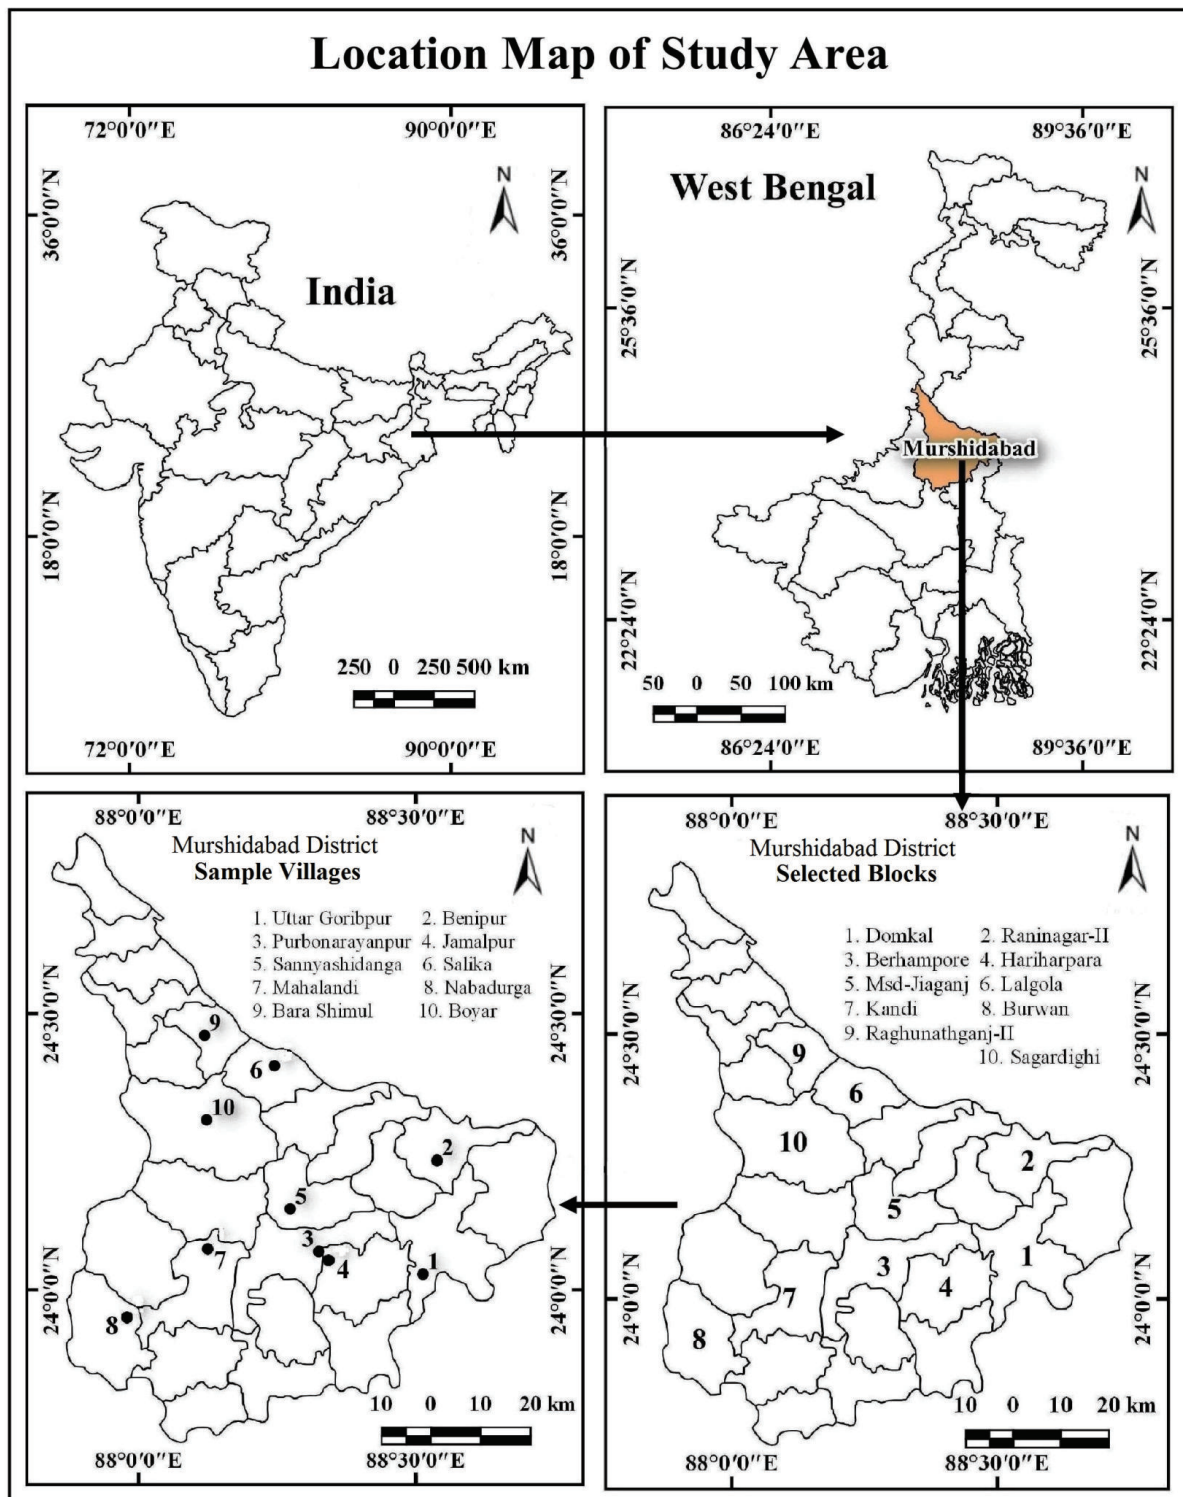 Location Map of Study Area
72°0'0"E 90°0'0"E
36°0'0"N 36°0'0"N
N
India
18°0'0"N 18°0'0"N
250 0 250 500 km
72°0'0"E 90°0'0"E
86°24'0"E 89°36'0"E
West Bengal
N
25°36'0"N 25°36'0"N
Murshidabad
22°24'0"N 22°24'0"N
50 0 50 100 km
86°24'0"E 89°36'0"E
88°0'0"E 88°30'0"E
Murshidabad District
Sample Villages
N
1. Uttar Goribpur 2. Benipur
3. Purbonarayanpur 4. Jamalpur
5. Sannyashidanga 6. Salika
7. Mahalandi 8. Nabadurga
9. Bara Shimul 10. Boyar
24°30'0"N 24°30'0"N
9
6
10
2
5
3
7
4
1
8
24°0'0"N 24°0'0"N
10 0 10 20 km
88°0'0"E 88°30'0"E
88°0'0"E 88°30'0"E
Murshidabad District
Selected Blocks
N
1. Domkal 2. Raninagar-II
3. Berhampore 4. Hariharpara
5. Msd-Jiaganj 6. Lalgola
7. Kandi 8. Burwan
9. Raghunathganj-II
10. Sagardighi
24°30'0"N 24°30'0"N
9
6
10
2
5
1
3
4
7
8
24°0'0"N 24°0'0"N
10 0 10 20 km
88°0'0"E 88°30'0"E